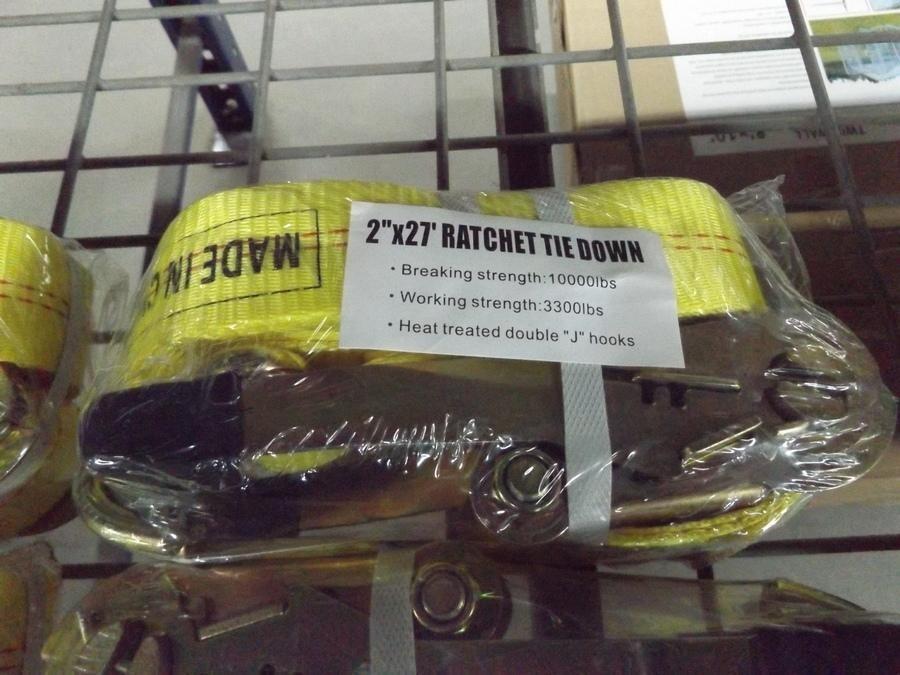 2"x27' RATCHET TIE DOWN
• Breaking strength:10000lbs
• Working strength:3300lbs
• Heat treated double "J" hooks
MADE IN